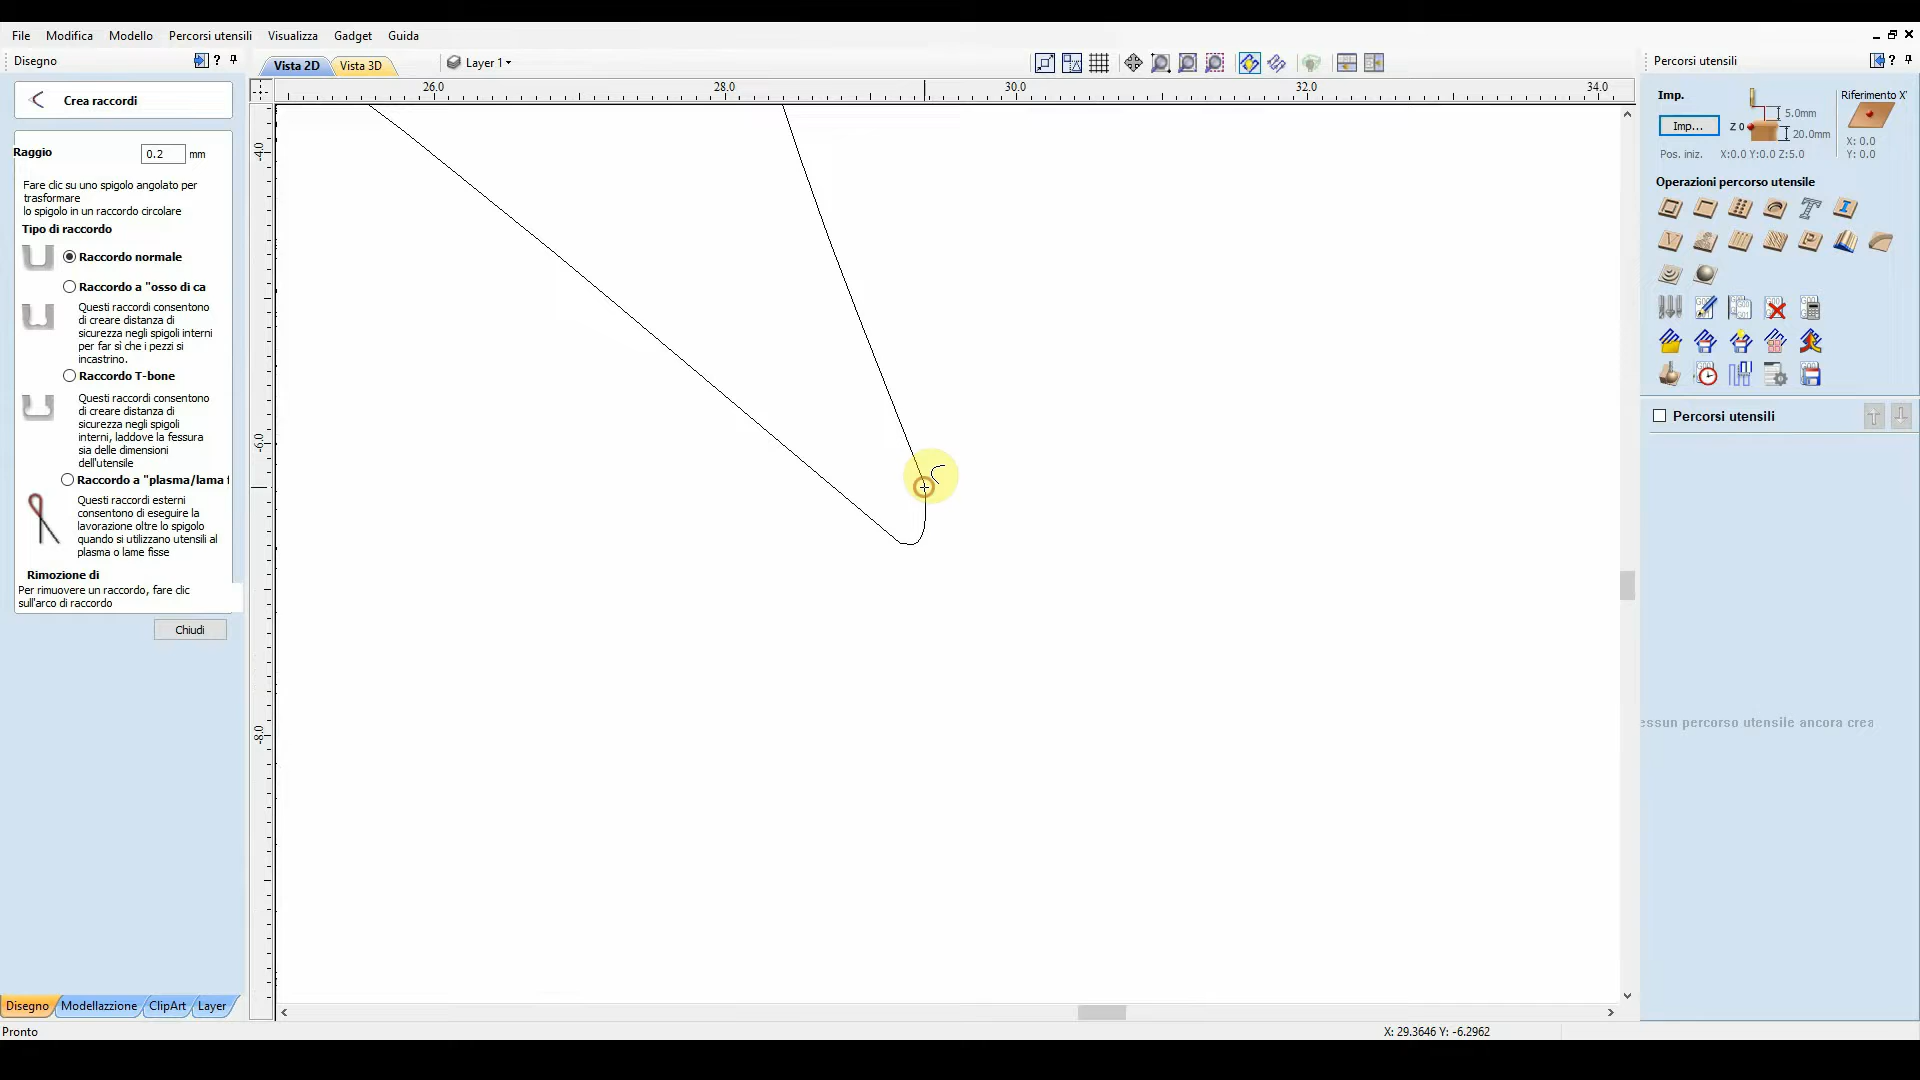 File Modifica Modello Percorsi utensili Visualizza Gadget Guida
Disegno ?
Crea raccordi
Raggio 0.2 mm
Fare clic su uno spigolo angolato per
trasformare
lo spigolo in un raccordo circolare
Tipo di raccordo
Raccordo normale
Raccordo a "osso di ca
Questi raccordi consentono
di creare distanza di
sicurezza negli spigoli interni
per far sì che i pezzi si
incastrino.
Raccordo T-bone
Questi raccordi consentono
di creare distanza di
sicurezza negli spigoli
interni, laddove la fessura
sia delle dimensioni
dell'utensile
Raccordo a "plasma/lama f
Questi raccordi esterni
consentono di eseguire la
lavorazione oltre lo spigolo
quando si utilizzano utensili al
plasma o lame fisse
Rimozione di
Per rimuovere un raccordo, fare clic
sull'arco di raccordo
Chiudi
Disegno Modellazzione ClipArt Layer
Pronto
Vista 2D Vista 3D Layer 1
26.0 28.0 30.0 32.0 34.0
-4.0
-6.0
-8.0
X: 29.3646 Y: -6.2962
Percorsi utensili ?
Imp.
Imp...
Z 0
5.0mm
20.0mm
Riferimento X'
X: 0.0
Y: 0.0
Pos. iniz. X:0.0 Y:0.0 Z:5.0
Operazioni percorso utensile
Percorsi utensili
essun percorso utensile ancora crea